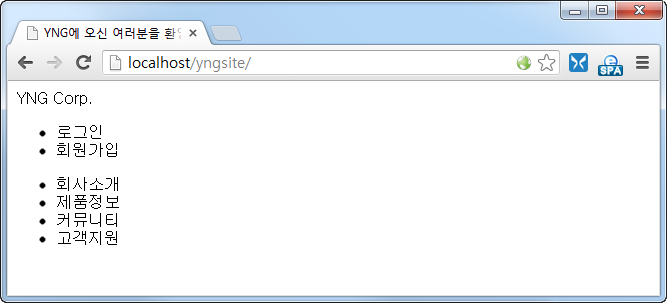 YNG에 오신 여러분을 환영
localhost/yngsite/
SPA
YNG Corp.
로그인
회원가입
회사소개
제품정보
커뮤니티
고객지원